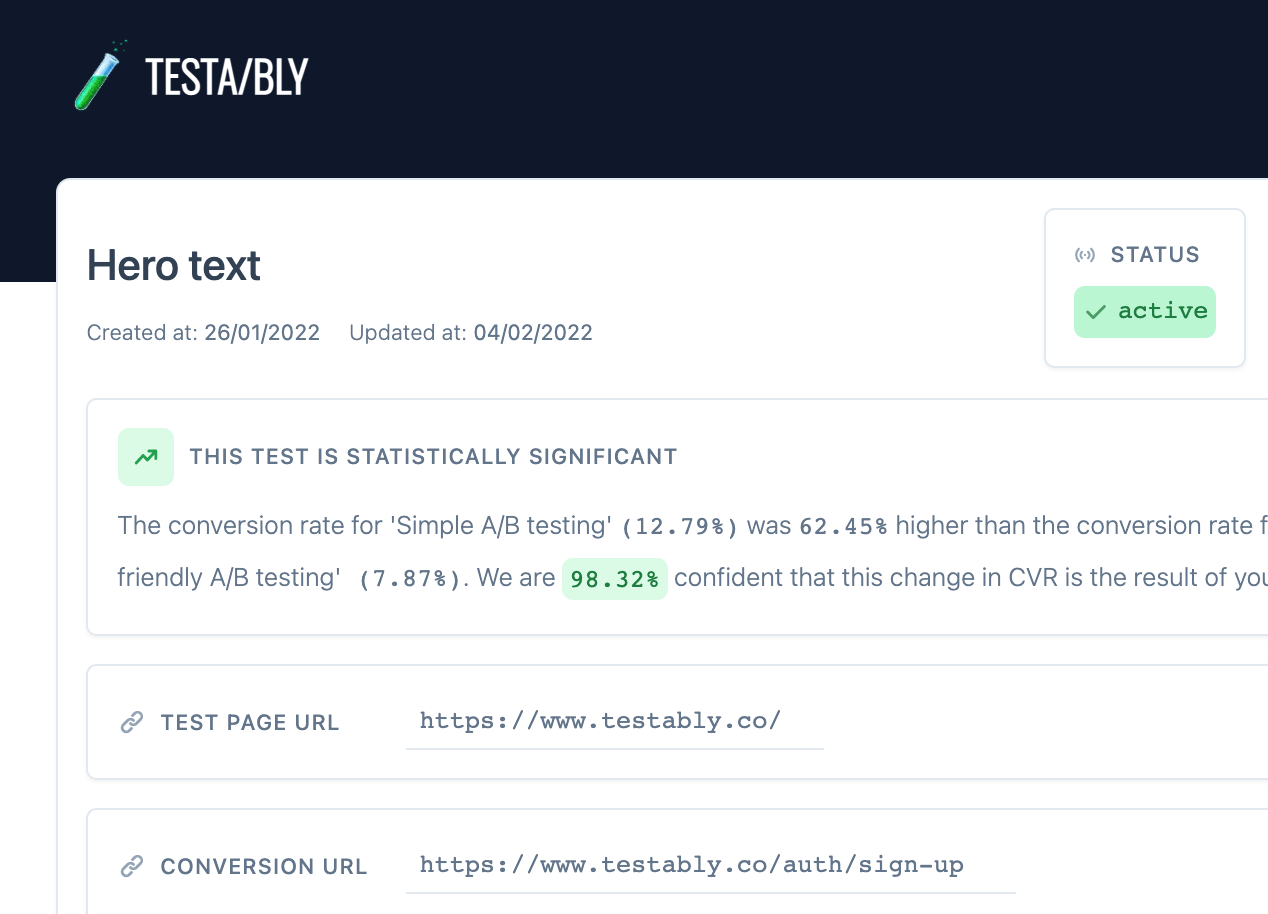 TESTA/BLY
Hero text
STATUS
active
Created at: 26/01/2022 Updated at: 04/02/2022
THIS TEST IS STATISTICALLY SIGNIFICANT
The conversion rate for 'Simple A/B testing' (12.79%) was 62.45% higher than the conversion rate
friendly A/B testing' (7.87%). We are 98.32% confident that this change in CVR is the result of
TEST PAGE URL https://www.testably.co/
CONVERSION URL https://www.testably.co/auth/sign-up